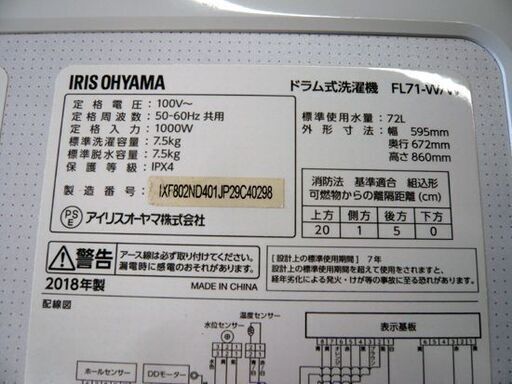 IRIS OHYAMA
ドラム式洗濯機 FL71-W/W
定格電圧：100V～
定格周波数：50-60Hz 共用
定格入力：1000W
標準洗濯容量：7.5kg
標準脱水容量：7.5kg
保護等級：IPX4
製造番号：IXF802ND401JP29C40298
標準使用水量：72L
外形寸法：幅 595mm
奥行 672mm
高さ 860mm
消防法 基準適合 組込形
可燃物からの離隔距離(cm)
上方 側方 前方 後方
20 1 5 0
PSE アイリスオーヤマ株式会社
警告 アース線は必ず取り付けてください。
漏電時に感電のおそれがあります。
2018年製 MADE IN CHINA
[設計上の標準使用期間] 7年
設計上の標準使用期間を超えて使用をされますと、
経年劣化による発火・けが等の事故に至るおそれがあります。
配線図
水位センサー
温度センサー
表示基板
ホールセンサー
DDモーター